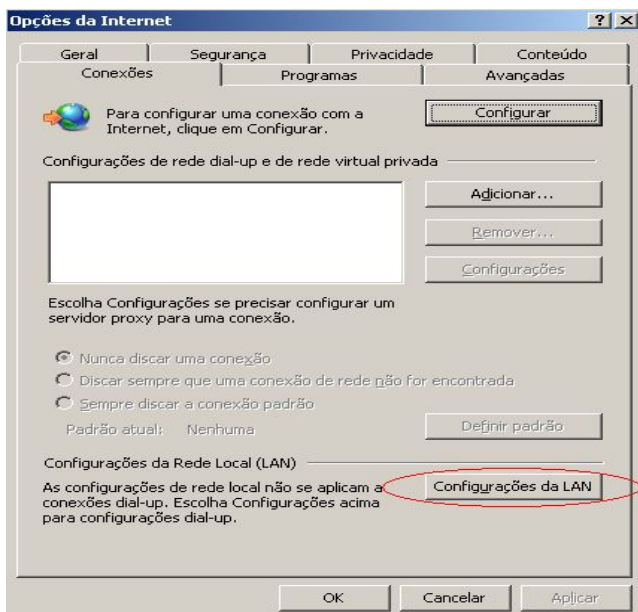 Opções da Internet
Geral Segurança Privacidade Conteúdo
Conexões Programas Avançadas
Para configurar uma conexão com a
Internet, clique em Configurar.
Configurar
Configurações de rede dial-up e de rede virtual privada
Adicionar...
Remover...
Configurações
Escolha Configurações se precisar configurar um
servidor proxy para uma conexão.
Nunca discar uma conexão
Discar sempre que uma conexão de rede não for encontrada
Sempre discar a conexão padrão
Padrão atual: Nenhuma
Definir padrão
Configurações da Rede Local (LAN)
As configurações de rede local não se aplicam a
conexões dial-up. Escolha Configurações acima
para configurações dial-up.
Configurações da LAN
OK Cancelar Aplicar